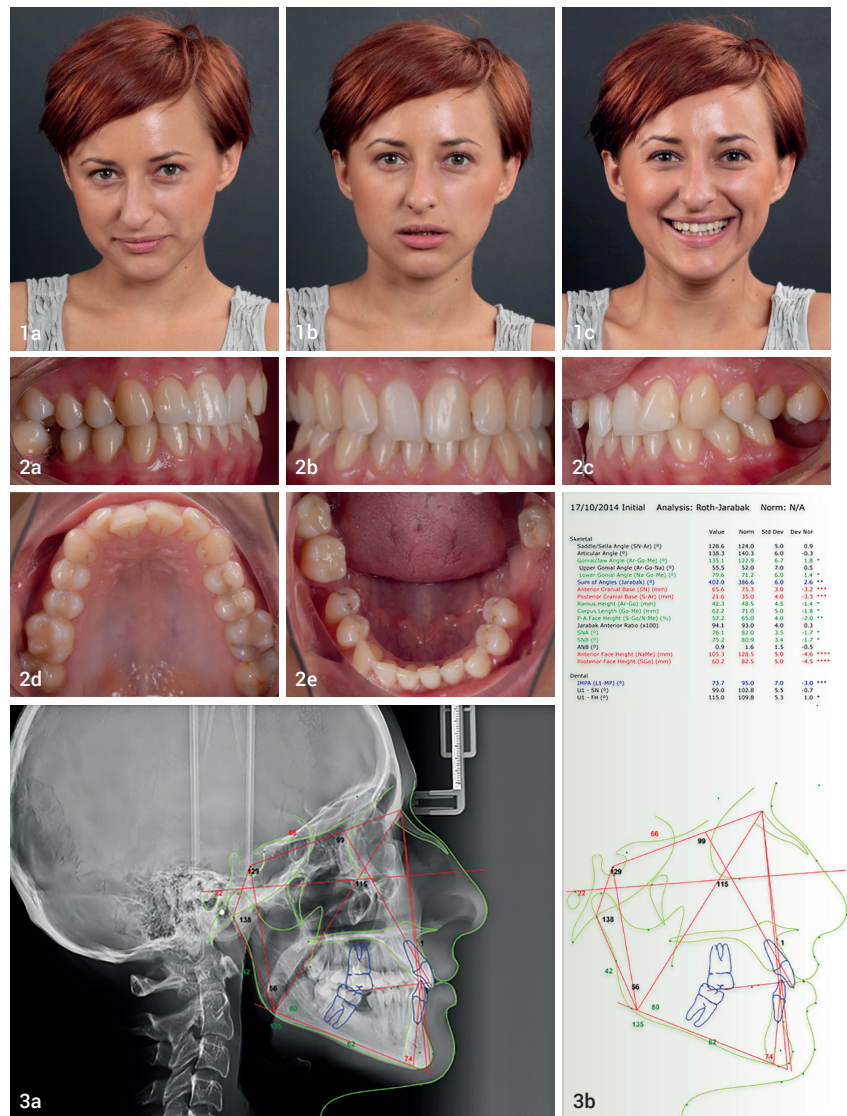 1a
1b
1c
2a
2b
2c
2d
2e
17/10/2014 Initial Analysis: Roth-Jarabak Norm: N/A
Value Norm Std Dev Dev Nor
Skeletal
Saddle/Sella Angle (SN-Ar) (º) 128.6 124.0 5.0 0.9
Articular Angle (º) 138.3 140.3 6.0 -0.3
Gonial/Jaw Angle (Ar-Go-Me) (º) 135.1 122.9 6.7 1.8 *
Upper Gonial Angle (Ar-Go-Na) (º) 55.5 52.0 7.0 0.5
Lower Gonial Angle (Na-Go-Me) (º) 79.6 71.2 6.0 1.4 *
Sum of Angles (Jarabak) (º) 402.0 386.6 6.0 2.6 **
Anterior Cranial Base (SN) (mm) 65.6 75.3 3.0 -3.2 ***
Posterior Cranial Base (S-Ar) (mm) 21.6 35.0 4.0 -3.3 ***
Ramus Height (Ar-Go) (mm) 42.3 48.5 4.5 -1.4 *
Corpus Length (Go-Me) (mm) 62.2 71.0 5.0 -1.8 *
P-A Face Height (S-Go/N-Me) (%) 57.2 65.0 4.0 -2.0 **
Jarabak Anterior Ratio (x100) 94.1 93.0 4.0 0.3
SNA (º) 76.1 82.0 3.5 -1.7 *
SNB (º) 75.2 80.9 3.4 -1.7 *
ANB (º) 0.9 1.6 1.5 -0.5
Anterior Face Height (NaMe) (mm) 105.3 128.5 5.0 -4.6 ****
Posterior Face Height (SGo) (mm) 60.2 82.5 5.0 -4.5 ****
Dental
IMPA (L1-MP) (º) 73.7 95.0 7.0 -3.0 ***
U1 - SN (º) 99.0 102.8 5.5 -0.7
U1 - FH (º) 115.0 109.8 5.3 1.0 *
66
99
129
115
22
138
1
42
56
80
135
62
74
3a
66
99
129
115
22
138
1
42
56
80
135
62
74
3b